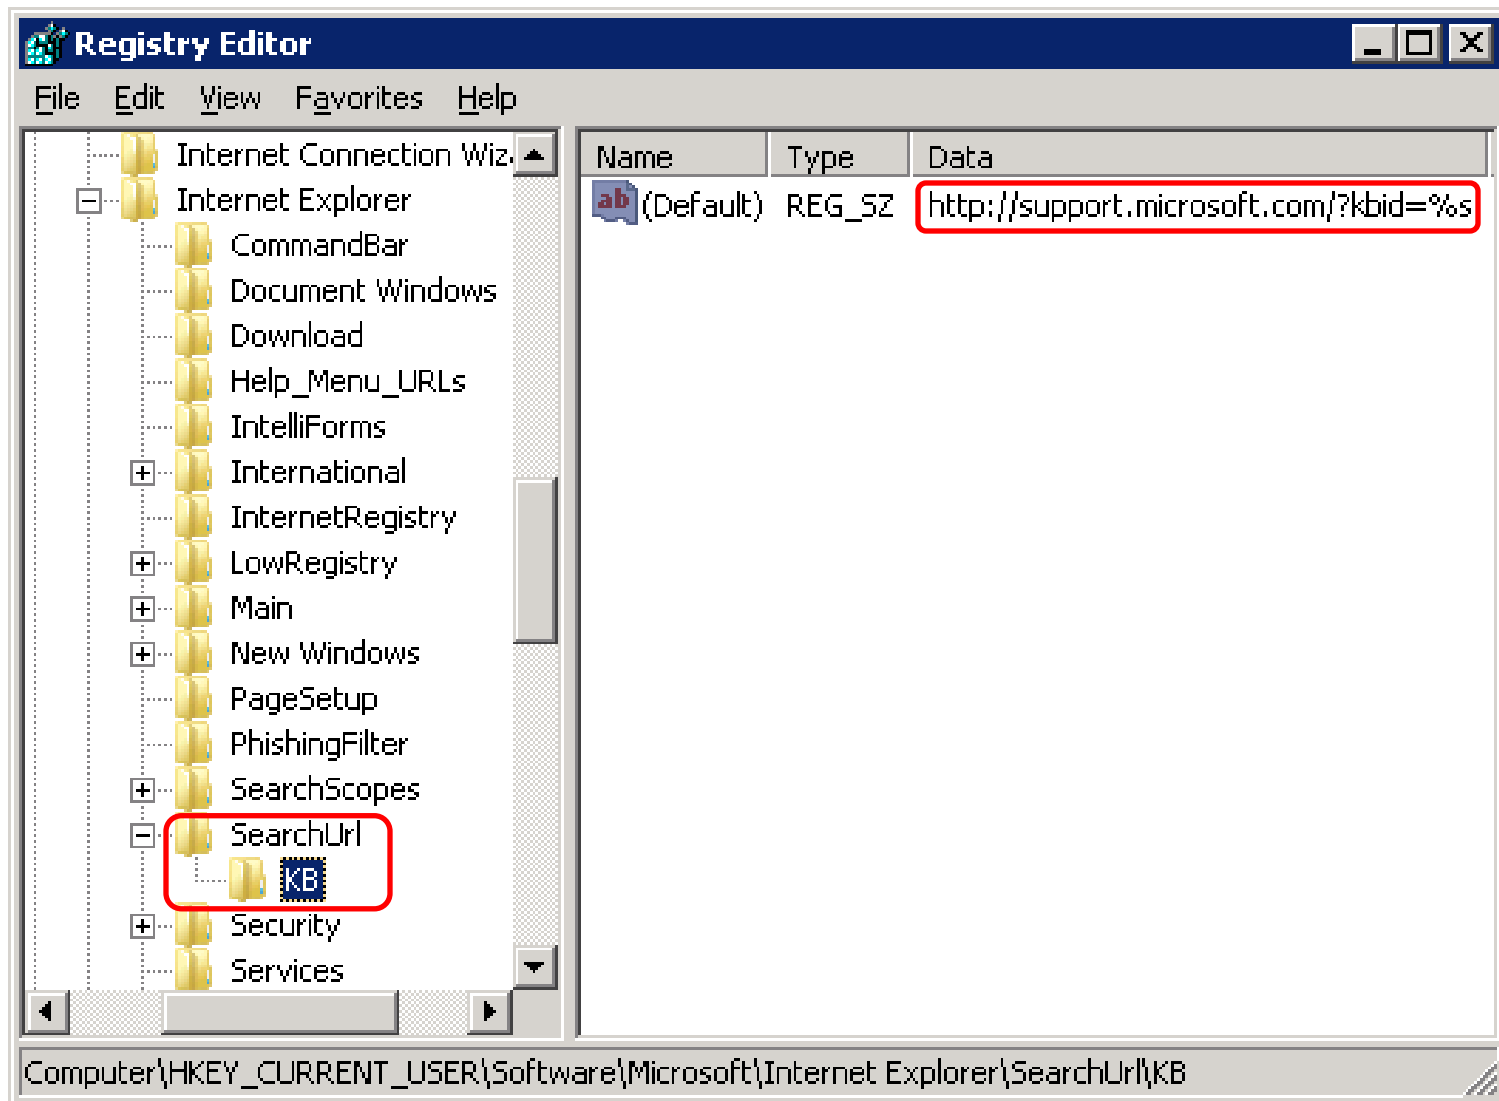 Registry Editor
File Edit View Favorites Help
Internet Connection Wiz
Internet Explorer
CommandBar
Document Windows
Download
Help_Menu_URLs
IntelliForms
International
InternetRegistry
LowRegistry
Main
New Windows
PageSetup
PhishingFilter
SearchScopes
SearchUrl
KB
Security
Services
Name Type Data
ab (Default) REG_SZ http://support.microsoft.com/?kbid=%s
Computer\HKEY_CURRENT_USER\Software\Microsoft\Internet Explorer\SearchUrl\KB